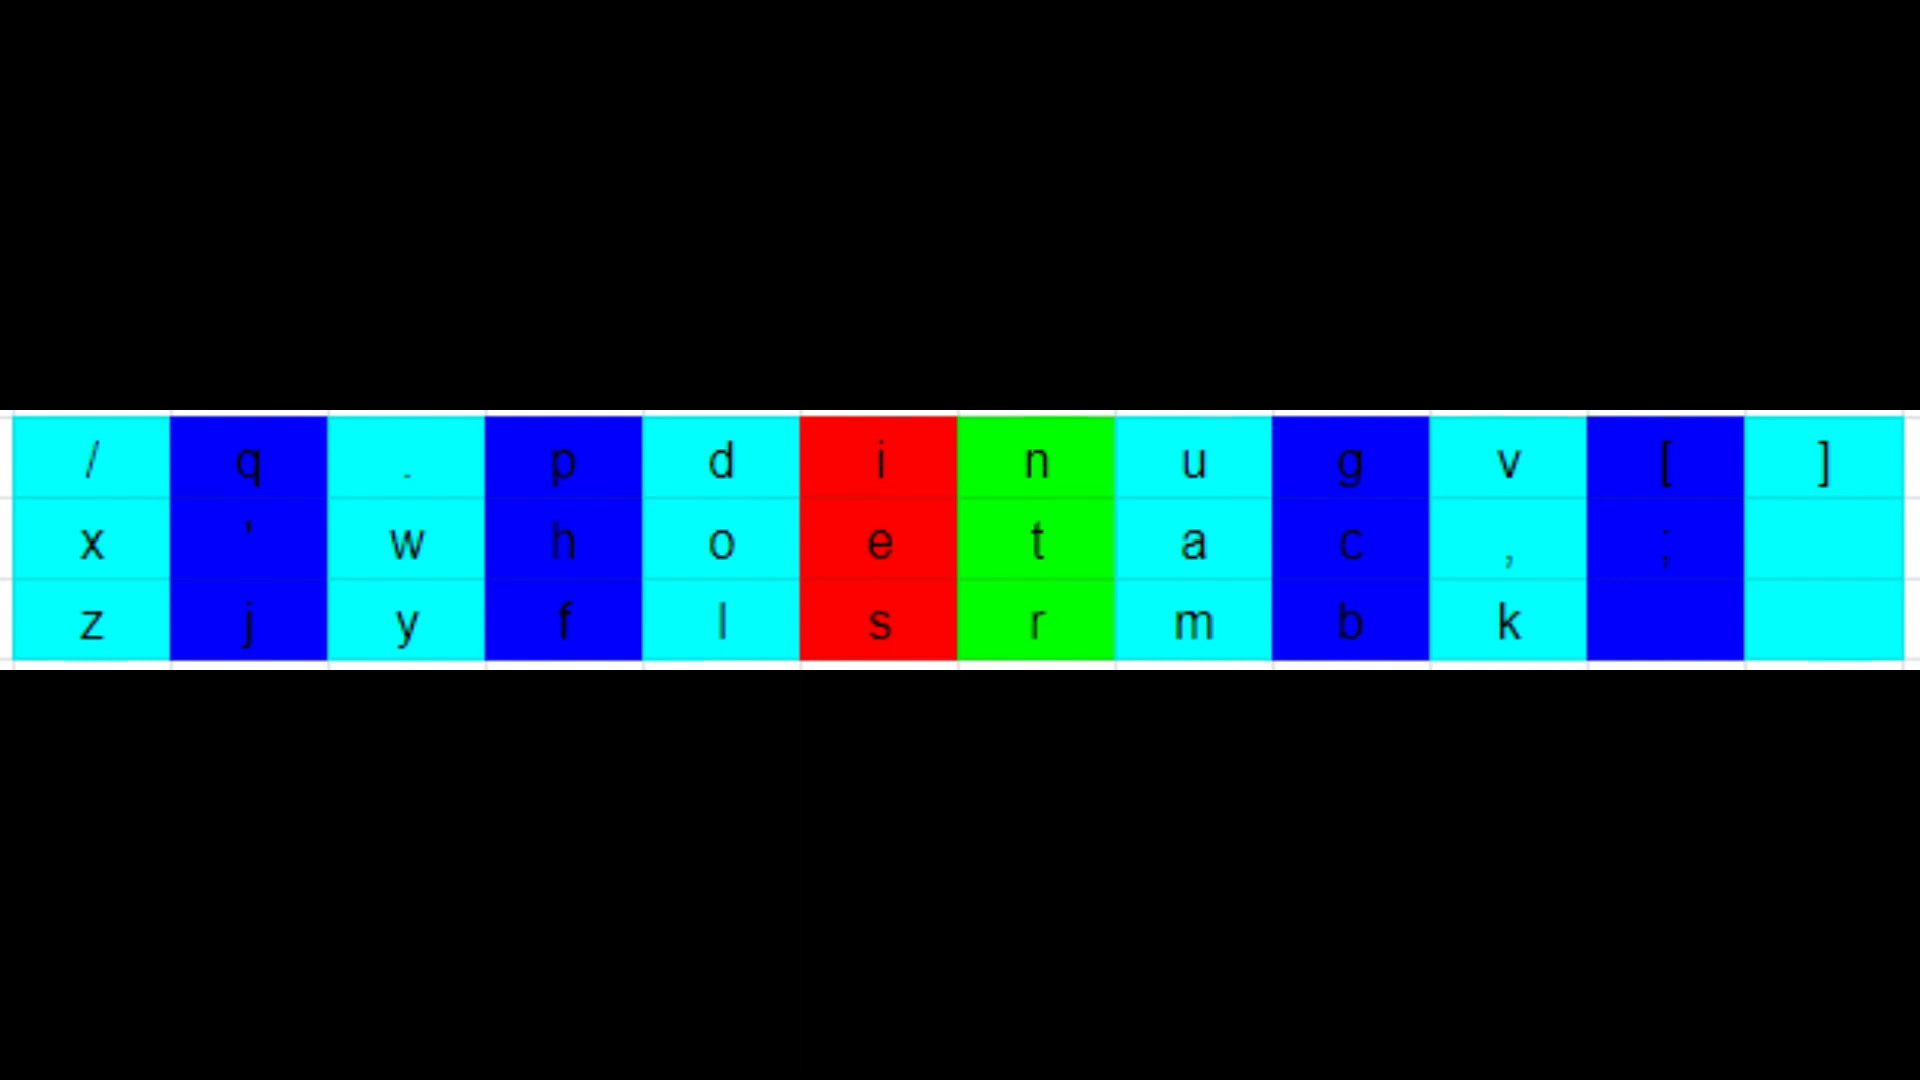 / q . p d i n u g v [ ]
x ' w h o e t a c , ;
z j y f l s r m b k